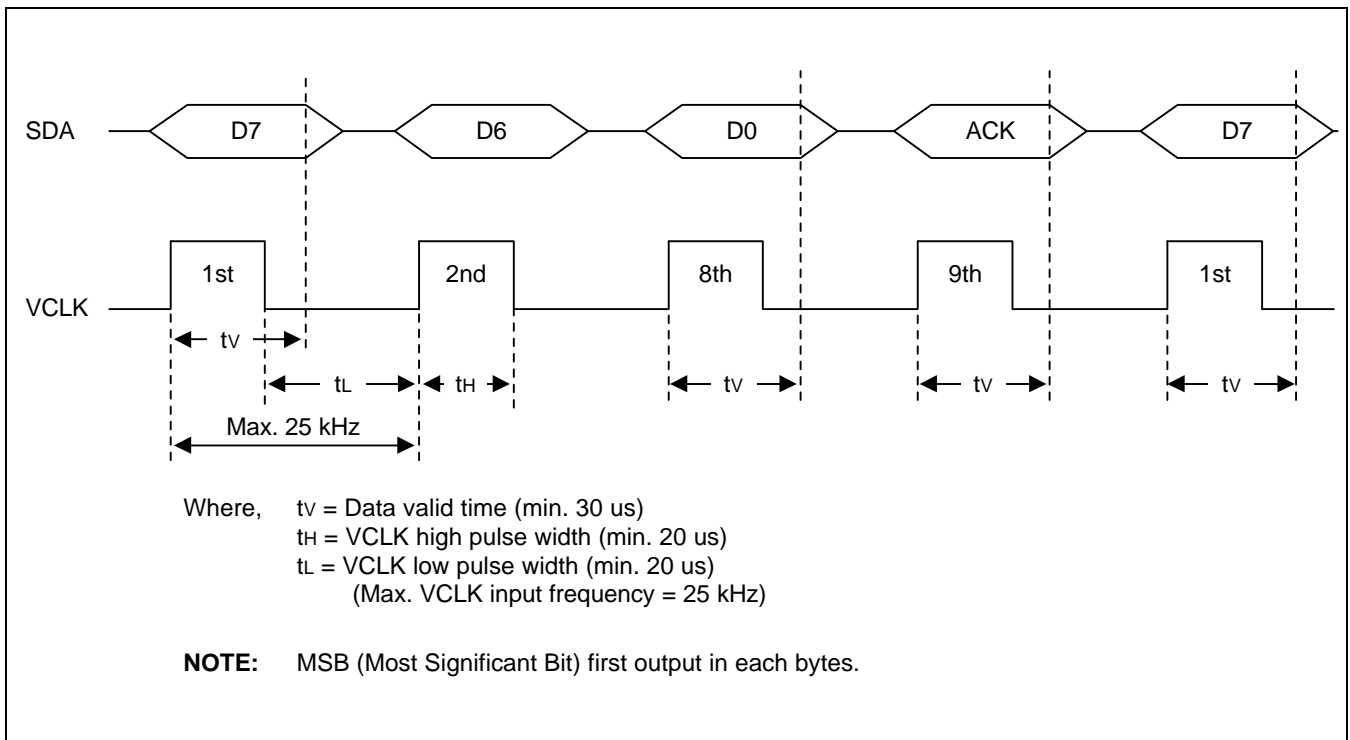 SDA D7 D6 D0 ACK D7
VCLK 1st 2nd 8th 9th 1st
tV tL tH tV tV tV
Max. 25 kHz
Where, tV = Data valid time (min. 30 us)
tH = VCLK high pulse width (min. 20 us)
tL = VCLK low pulse width (min. 20 us)
(Max. VCLK input frequency = 25 kHz)
NOTE: MSB (Most Significant Bit) first output in each bytes.